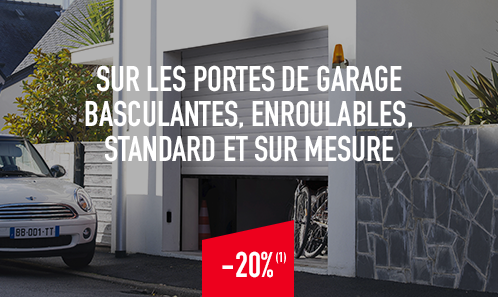 SUR LES PORTES DE GARAGE
BASCULANTES, ENROULABLES,
STANDARD ET SUR MESURE
BB-001-TT
-20%(1)